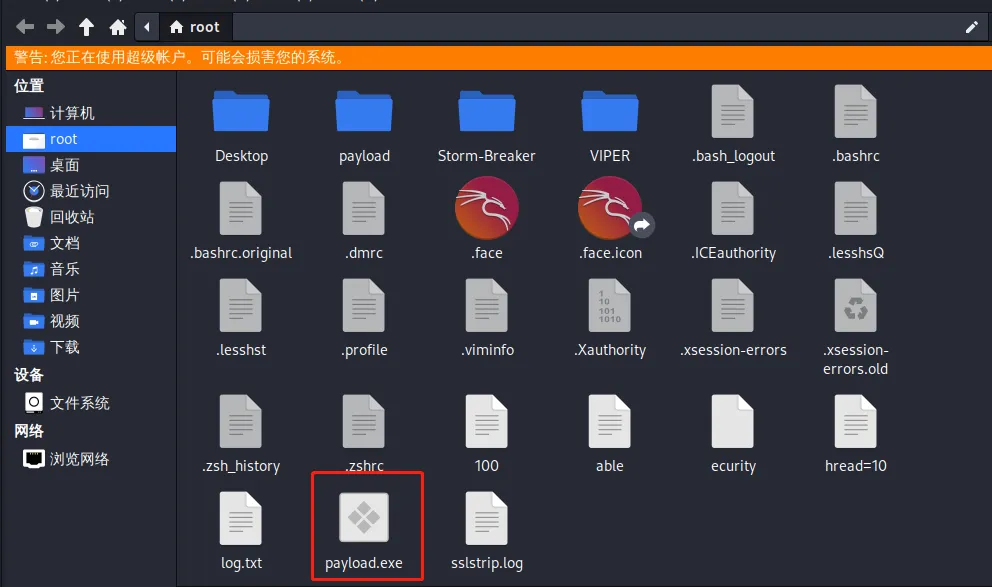 root
警告: 您正在使用超级帐户。可能会损害您的系统。
位置
计算机
root
桌面
最近访问
回收站
文档
音乐
图片
视频
下载
设备
文件系统
网络
浏览网络
Desktop
payload
Storm-Breaker
VIPER
.bash_logout
.bashrc
.bashrc.original
.dmrc
.face
.face.icon
.ICEauthority
.lesshsQ
.lesshst
.profile
.viminfo
1
10
101
1010
.Xauthority
.xsession-errors
.xsession-
errors.old
.zsh_history
.zshrc
100
able
ecurity
hread=10
log.txt
payload.exe
sslstrip.log